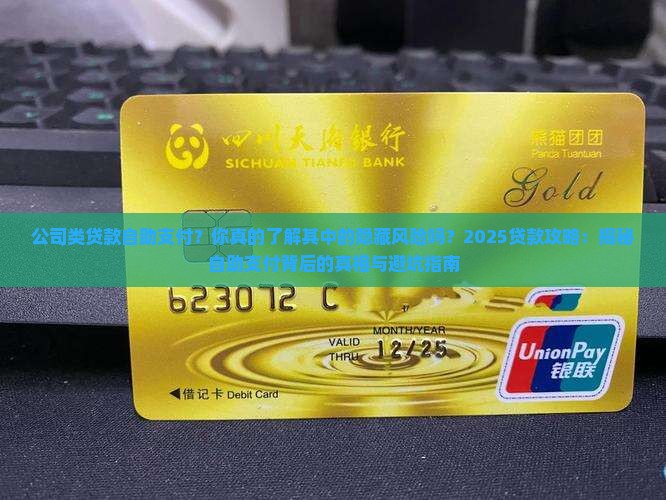 四川天府銀行
SICHUAN TIANFU BANK
熊猫团团
Panda Tuantuan
Gold
公司类贷款自助支付？你真的了解其中的隐藏风险吗？2025贷款攻略：揭秘
自助支付背后的真相与避坑指南
623072 C
MONTH/YEAR
VALID
THRU
12/25
UnionPay
银联
借记卡 Debit Card